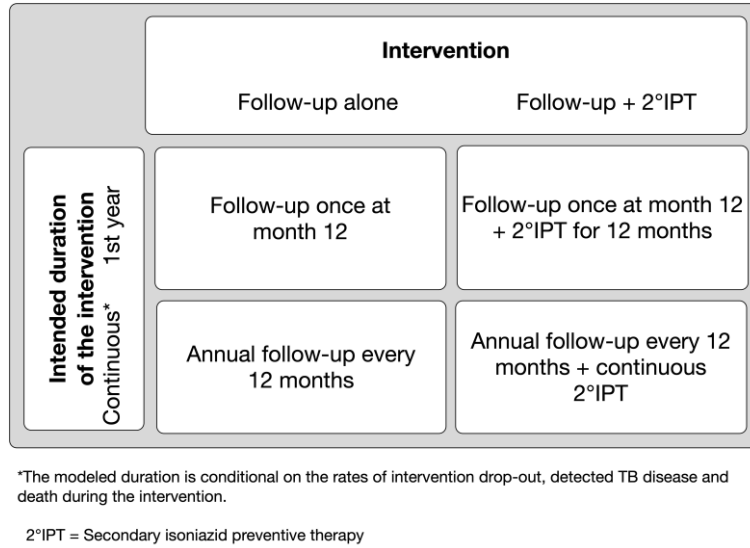 Intervention
Follow-up alone
Follow-up + 2°IPT
Intended duration
of the intervention
Continuous* 1st year
Follow-up once at
month 12
Follow-up once at month 12
+ 2°IPT for 12 months
Annual follow-up every
12 months
Annual follow-up every 12
months + continuous
2°IPT
*The modeled duration is conditional on the rates of intervention drop-out, detected TB disease and
death during the intervention.
2°IPT = Secondary isoniazid preventive therapy